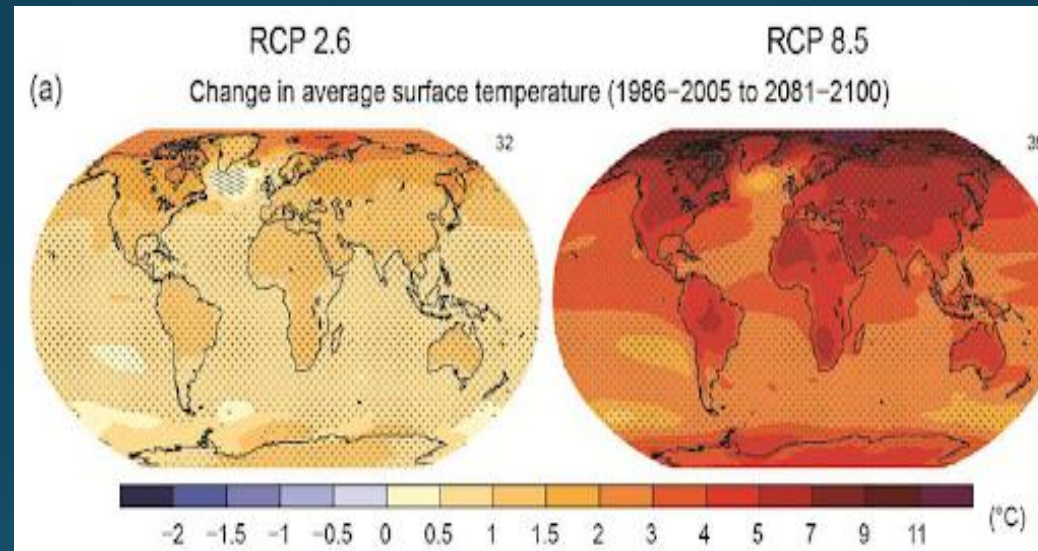 RCP 2.6
RCP 8.5
(a)
Change in average surface temperature (1986−2005 to 2081−2100)
32
−2 −1.5 −1 −0.5 0 0.5 1 1.5 2 3 4 5 7 9 11
(°C)